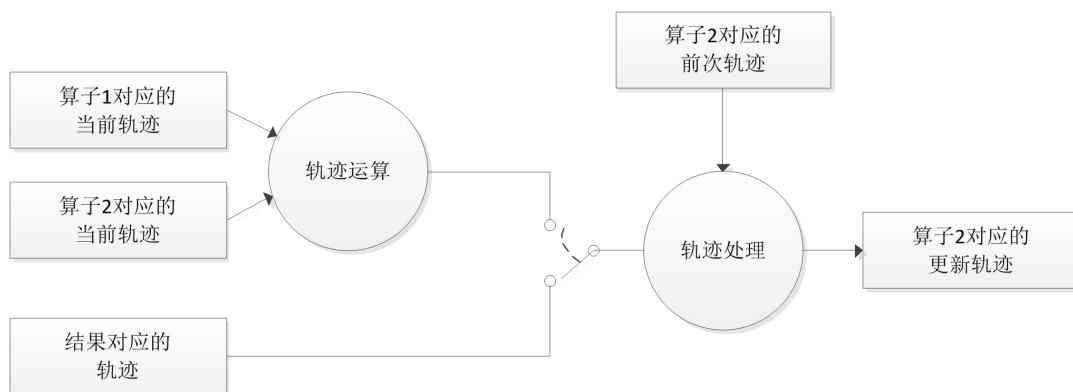 算子1对应的
当前轨迹
算子2对应的
当前轨迹
结果对应的
轨迹
轨迹运算
算子2对应的
前次轨迹
轨迹处理
算子2对应的
更新轨迹